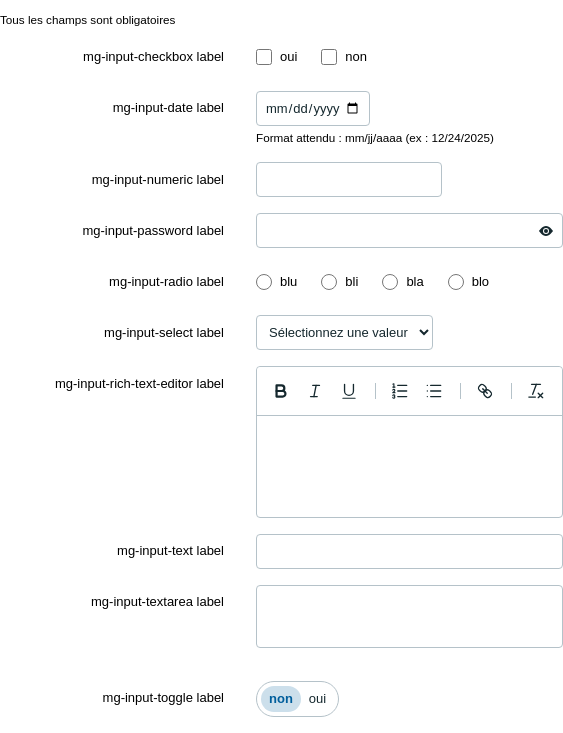 Tous les champs sont obligatoires
mg-input-checkbox label oui non
mg-input-date label mm/dd/yyyy
Format attendu : mm/jj/aaaa (ex : 12/24/2025)
mg-input-numeric label
mg-input-password label
mg-input-radio label blu bli bla blo
mg-input-select label Sélectionnez une valeur
mg-input-rich-text-editor label
mg-input-text label
mg-input-textarea label
mg-input-toggle label non oui